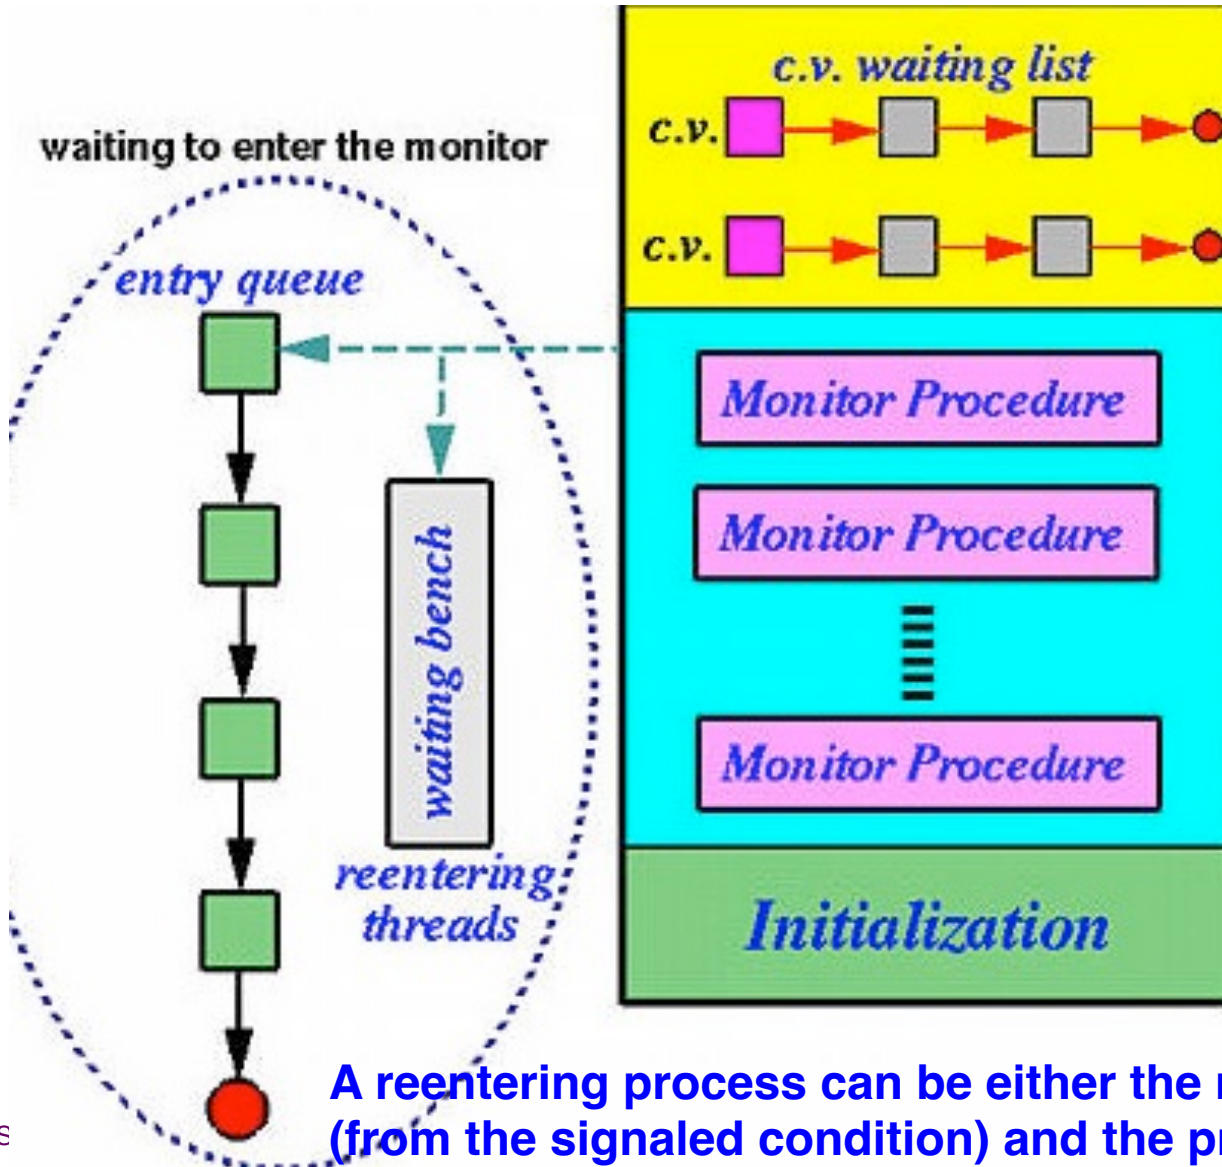 c.v. waiting list
c.v.
c.v.
waiting to enter the monitor
entry queue
waiting bench
reentering
threads
Monitor Procedure
Monitor Procedure
Monitor Procedure
Initialization
A reentering process can be either the
(from the signaled condition) and the